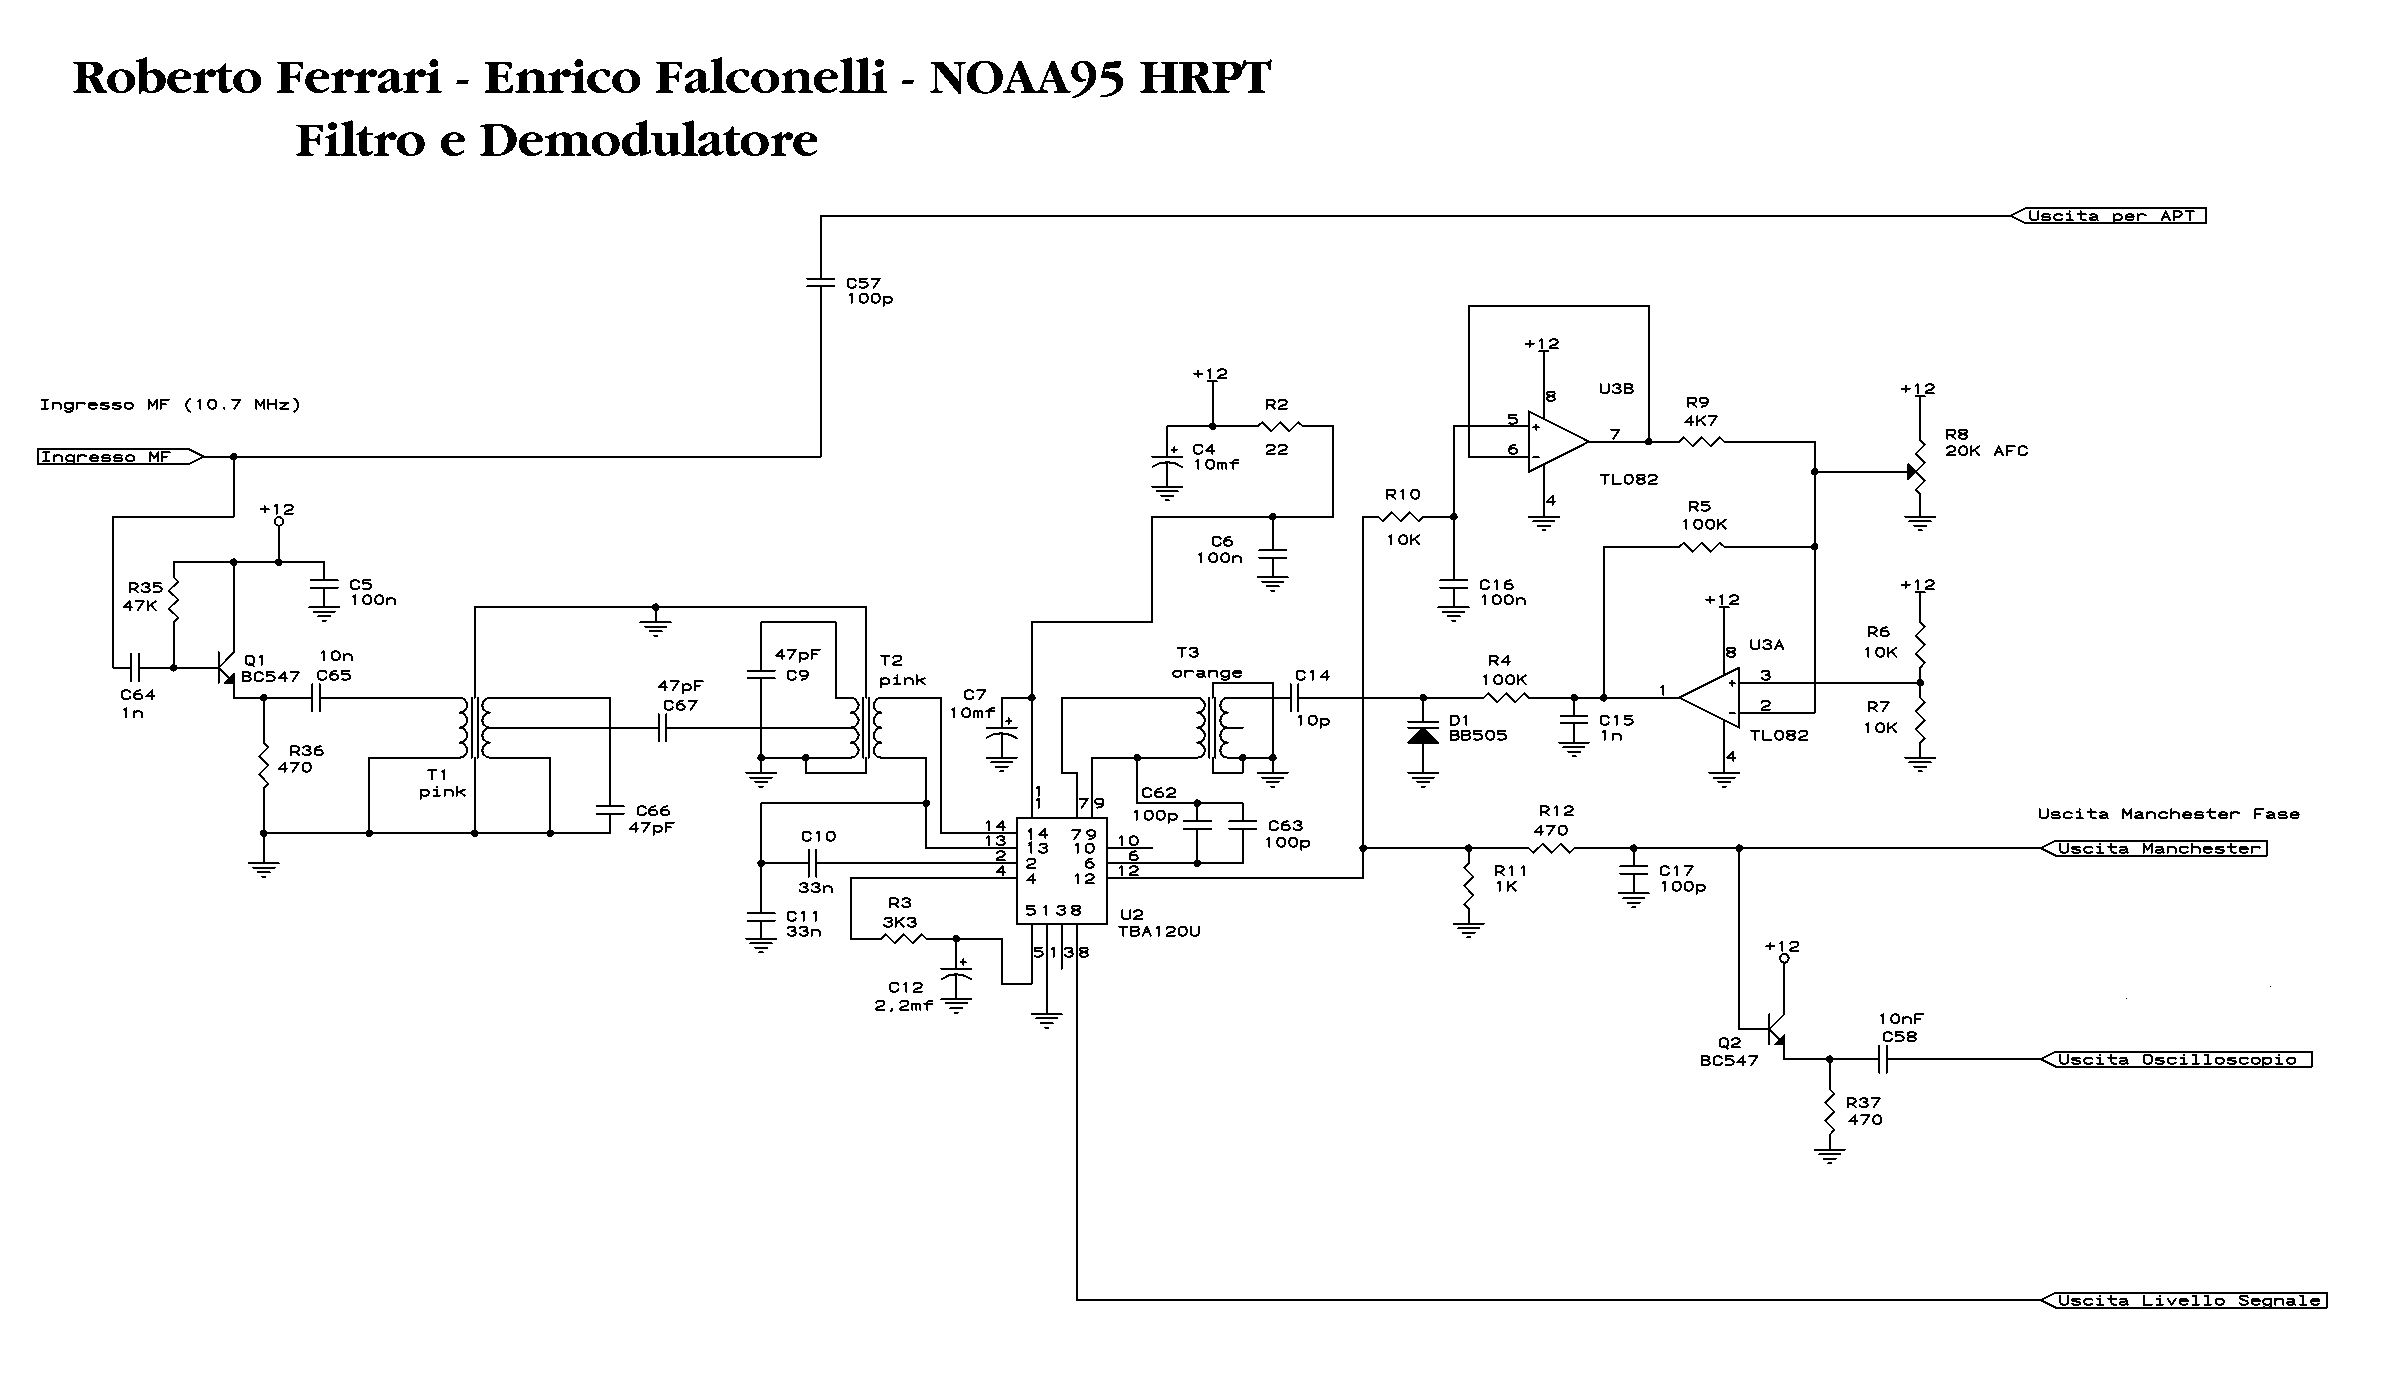 Roberto Ferrari - Enrico Falconelli - NOAA95 HRPT
Filtro e Demodulatore
Uscita per APT
C57
100p
Ingresso MF (10.7 MHz)
Ingresso MF
+12
R35
47K
C5
100n
Q1
BC547
10n
C65
C64
1n
R36
470
T1
pink
47pF
C67
C66
47pF
47pF
C9
T2
pink
C10
33n
C11
33n
R3
3K3
C12
2,2mf
+
+12
R2
22
C4
10mf
+
C6
100n
C7
10mf
+
T3
orange
C14
10p
C62
100p
C63
100p
1
1
7 9
14
13
2
4
14
13
2
4
7 9
10
6
12
10
6
12
5 1 3 8
5 1 3 8
U2
TBA120U
R10
10K
C16
100n
+12
8
U3B
5
+
6
-
7
4
TL082
R9
4K7
R5
100K
+12
R8
20K AFC
+12
R6
10K
R7
10K
+12
8
U3A
3
+
2
-
1
4
TL082
R4
100K
C15
1n
D1
BB505
R12
470
R11
1K
C17
100p
Uscita Manchester Fase
Uscita Manchester
+12
Q2
BC547
10nF
C58
Uscita Oscilloscopio
R37
470
Uscita Livello Segnale